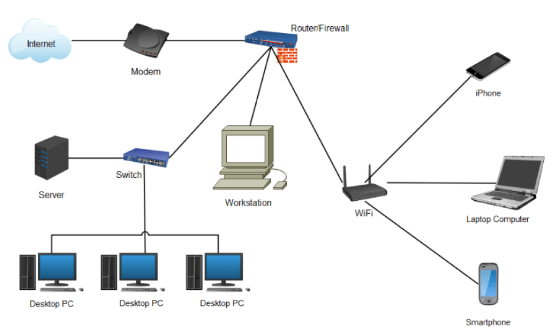 Router/Firewall
Internet
Modem
iPhone
Server
Switch
Workstation
WiFi
Laptop Computer
Desktop PC
Desktop PC
Desktop PC
Smartphone